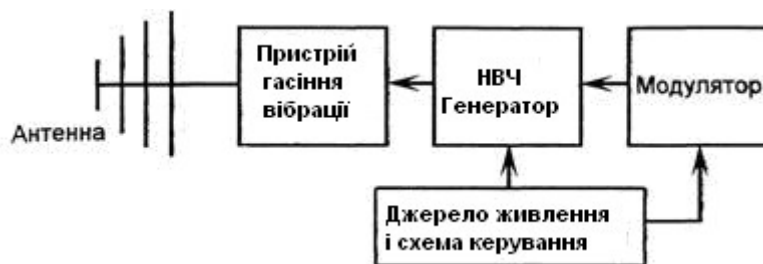 Пристрій
гасіння
вібрації
НВЧ
Генератор
Модулятор
Антенна
Джерело живлення
і схема керування